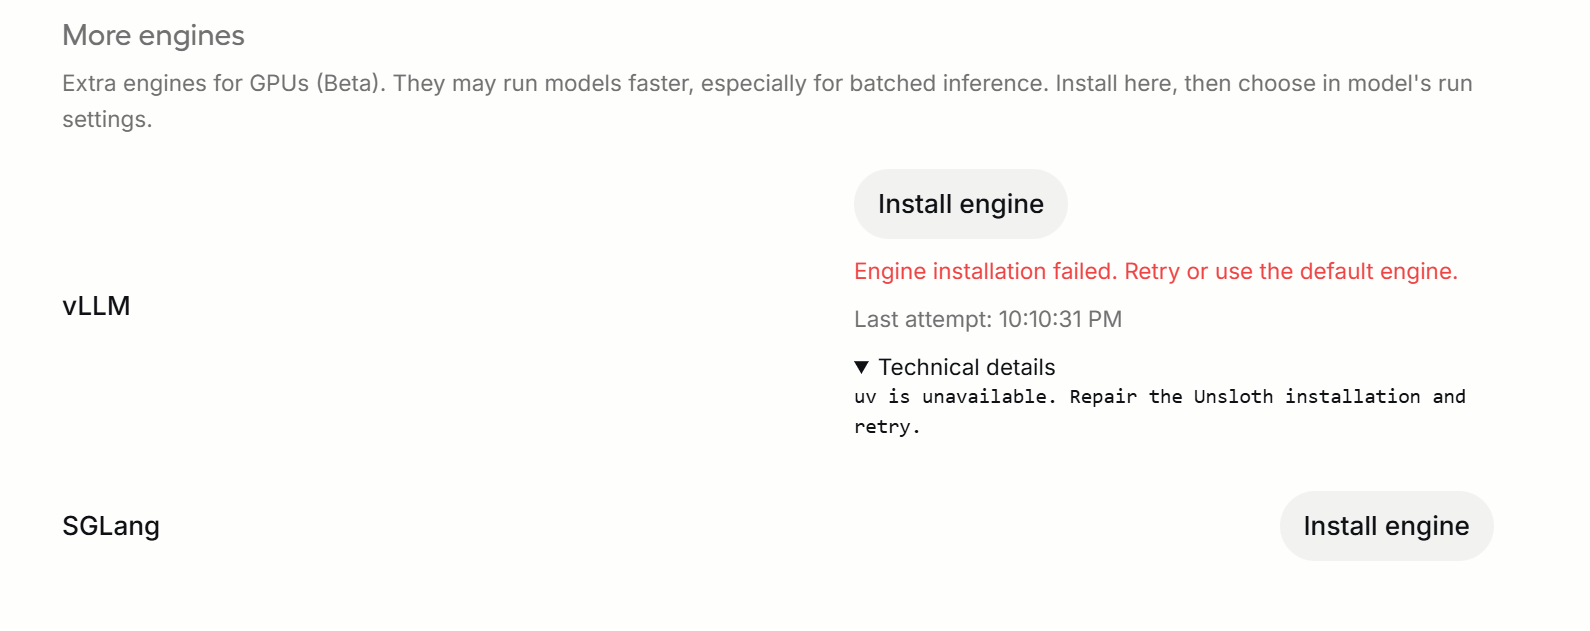 More engines
Extra engines for GPUs (Beta). They may run models faster, especially for batched inference. Install here, then choose in model's run
settings.
Install engine
Engine installation failed. Retry or use the default engine.
vLLM
Last attempt: 10:10:31 PM
▼ Technical details
uv is unavailable. Repair the Unsloth installation and
retry.
SGLang
Install engine